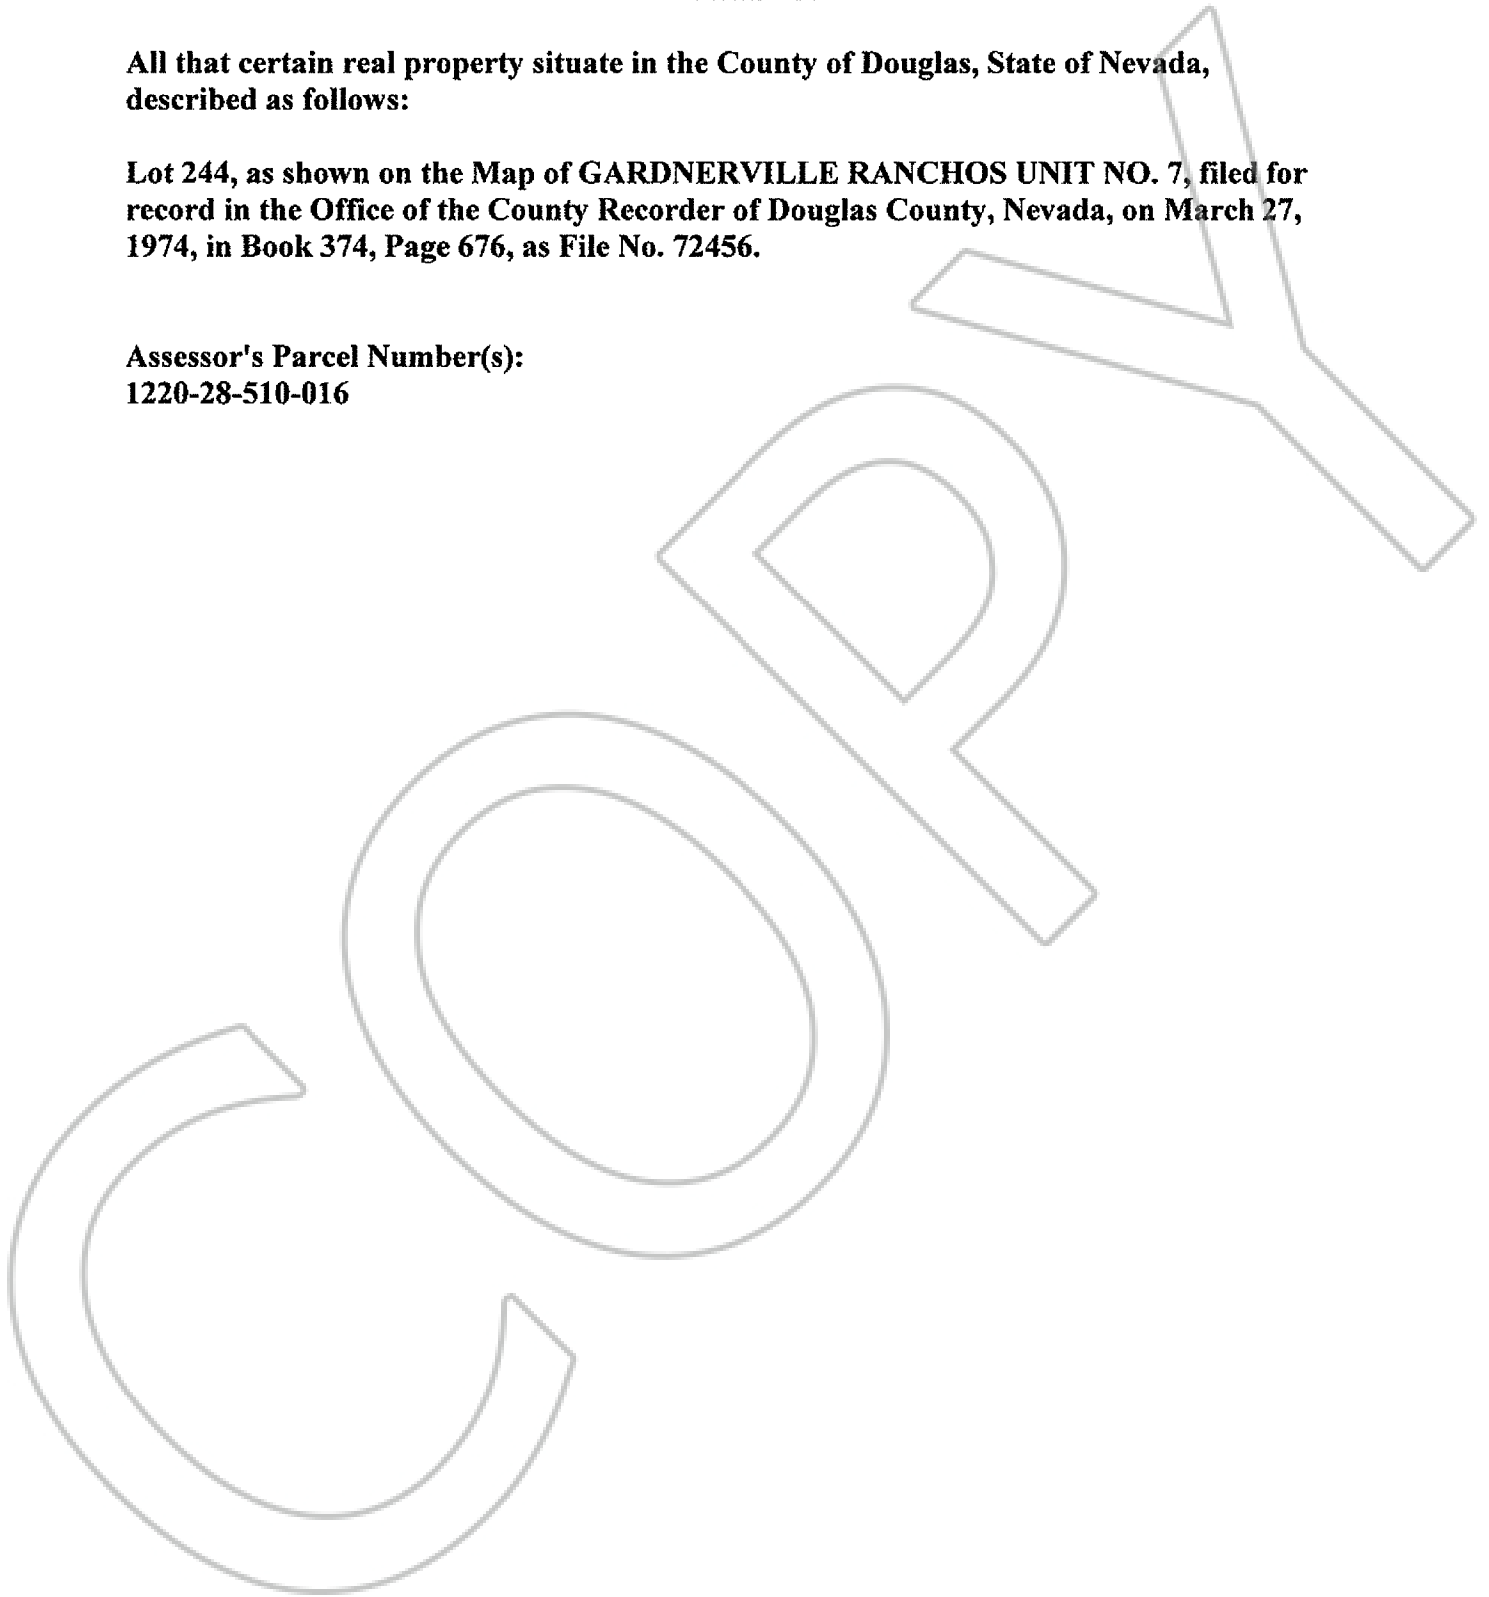 All that certain real property situate in the County of Douglas, State of Nevada,
described as follows:
Lot 244, as shown on the Map of GARDNERVILLE RANCHOS UNIT NO. 7, filed for
record in the Office of the County Recorder of Douglas County, Nevada, on March 27,
1974, in Book 374, Page 676, as File No. 72456.
Assessor's Parcel Number(s):
1220-28-510-016
COPY